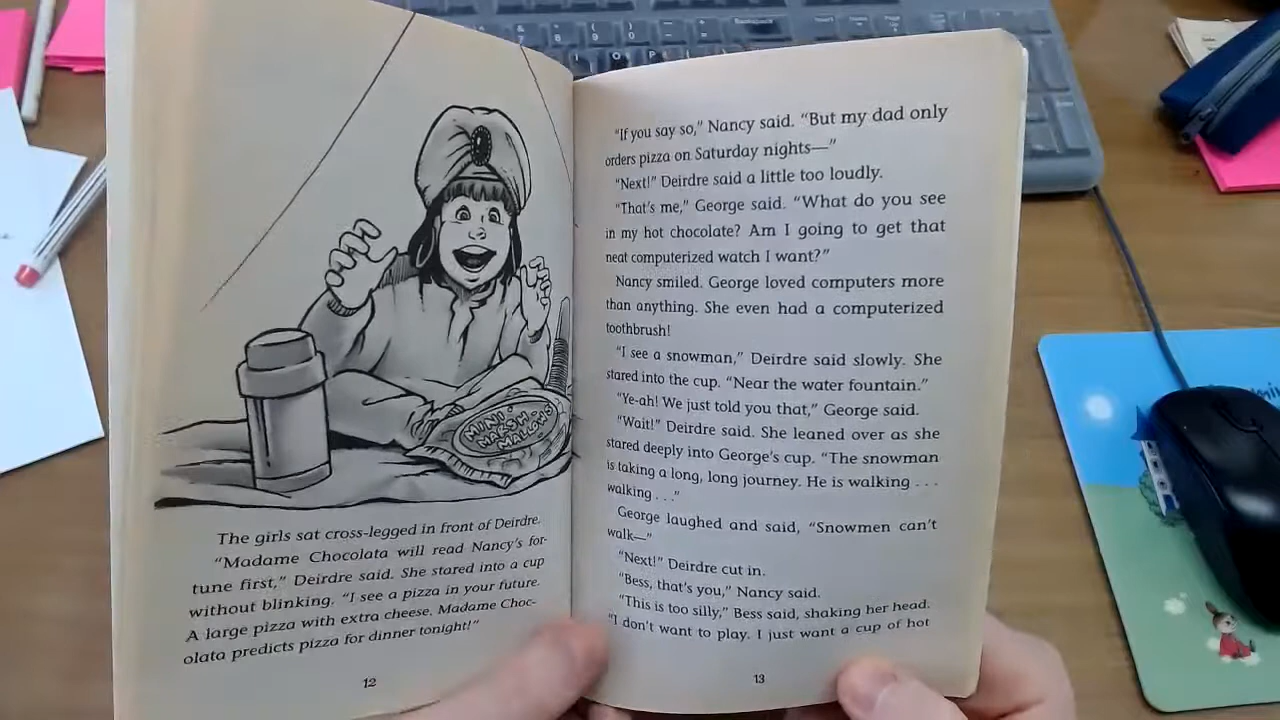 MINI
MARSH
MALLOWS
The girls sat cross-legged in front of Deirdre.
“Madame Chocolata will read Nancy’s for-
tune first,” Deirdre said. She stared into a cup
without blinking. “I see a pizza in your future.
A large pizza with extra cheese. Madame Choc-
olata predicts pizza for dinner tonight!”
12
“If you say so,” Nancy said. “But my dad only
orders pizza on Saturday nights—”
“Next!” Deirdre said a little too loudly.
“That’s me,” George said. “What do you see
in my hot chocolate? Am I going to get that
neat computerized watch I want?”
Nancy smiled. George loved computers more
than anything. She even had a computerized
toothbrush!
“I see a snowman,” Deirdre said slowly. She
stared into the cup. “Near the water fountain.”
“Ye-ah! We just told you that,” George said.
“Wait!” Deirdre said. She leaned over as she
stared deeply into George’s cup. “The snowman
is taking a long, long journey. He is walking . . .
walking . . .”
George laughed and said, “Snowmen can’t
walk—”
“Next!” Deirdre cut in.
“Bess, that’s you,” Nancy said.
“This is too silly,” Bess said, shaking her head.
“I don’t want to play. I just want a cup of hot
13